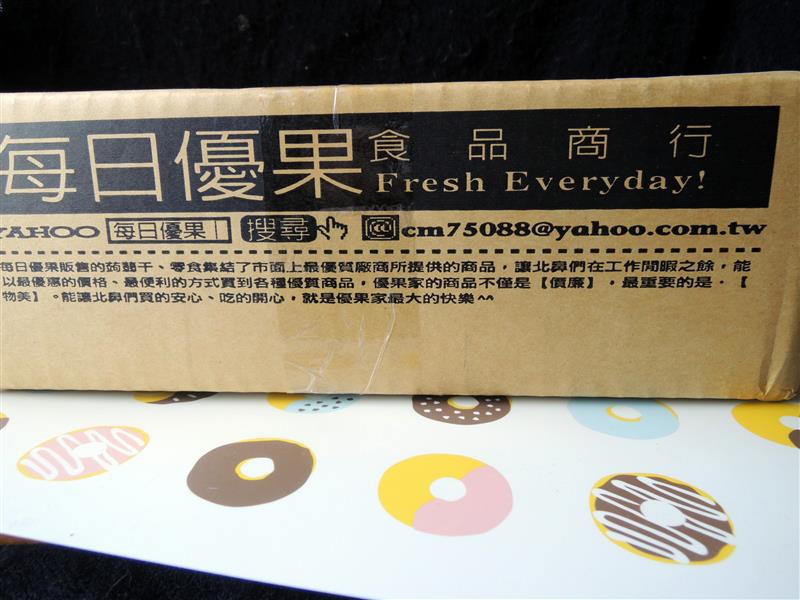 每日優果 食品商行
Fresh Everyday!
YAHOO 每日優果 搜尋 @cm75088@yahoo.com.tw
每日優果販售的蒟蒻干、零食集結了市面上最優質廠商所提供的商品，讓北鼻們在工作閒暇之餘，能
以最優惠的價格、最便利的方式買到各種優質商品，優果家的商品不僅是【價廉】，最重要的是．【
物美】。能讓北鼻們買的安心、吃的開心，就是優果家最大的快樂^^